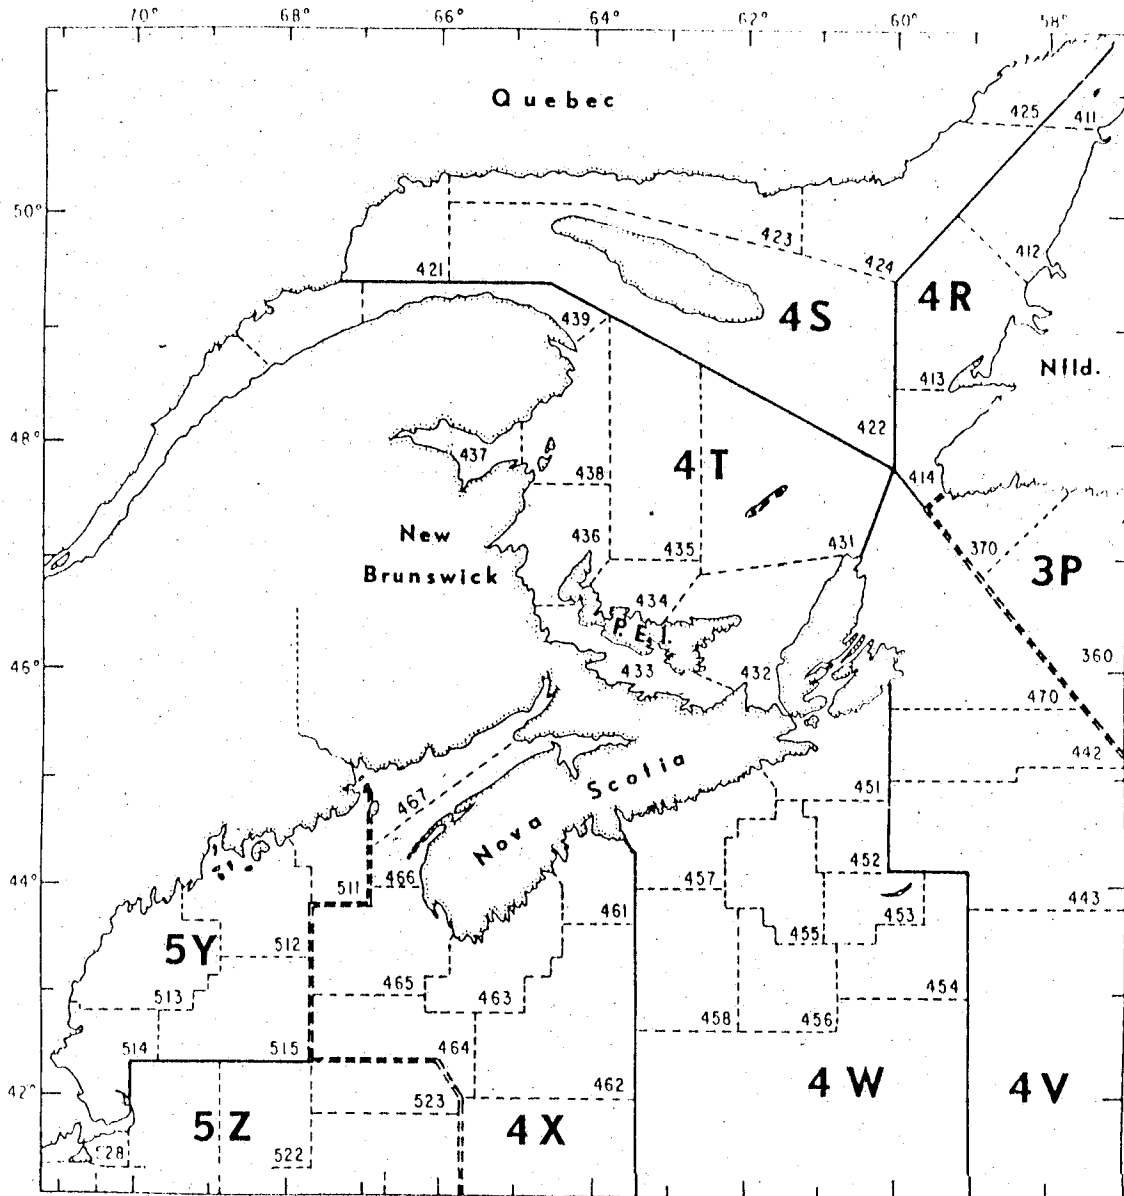 70° 68° 66° 64° 62° 60° 58°
Quebec
425 411
50°
423 412
421 424
4S 4R
439
Nfld.
413
48° 422
437 4T 414
438
New 436 435 431 370
Brunswick 3P
434
P.E.I.
46° 433 432 360
470
442
467 Scotia 451
Nova
452
44° 511 466 457 443
461 453
5Y 512 455
465 454
513 463
458 456
514 515 464
42° 523 462 4W 4V
5Z 4X
528 522